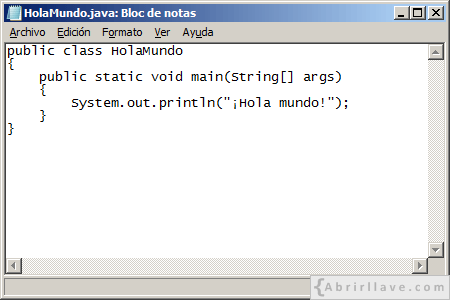 HolaMundo.java: Bloc de notas
Archivo Edición Formato Ver Ayuda
public class HolaMundo
{
    public static void main(String[] args)
    {
        System.out.println("¡Hola mundo!");
    }
}
{Abrirllave.com